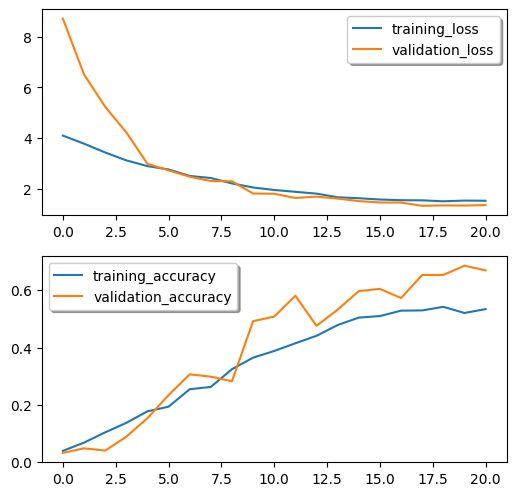 8
6
4
2
training_loss
validation_loss
0.0 2.5 5.0 7.5 10.0 12.5 15.0 17.5 20.0
training_accuracy
validation_accuracy
0.6
0.4
0.2
0.0
0.0 2.5 5.0 7.5 10.0 12.5 15.0 17.5 20.0